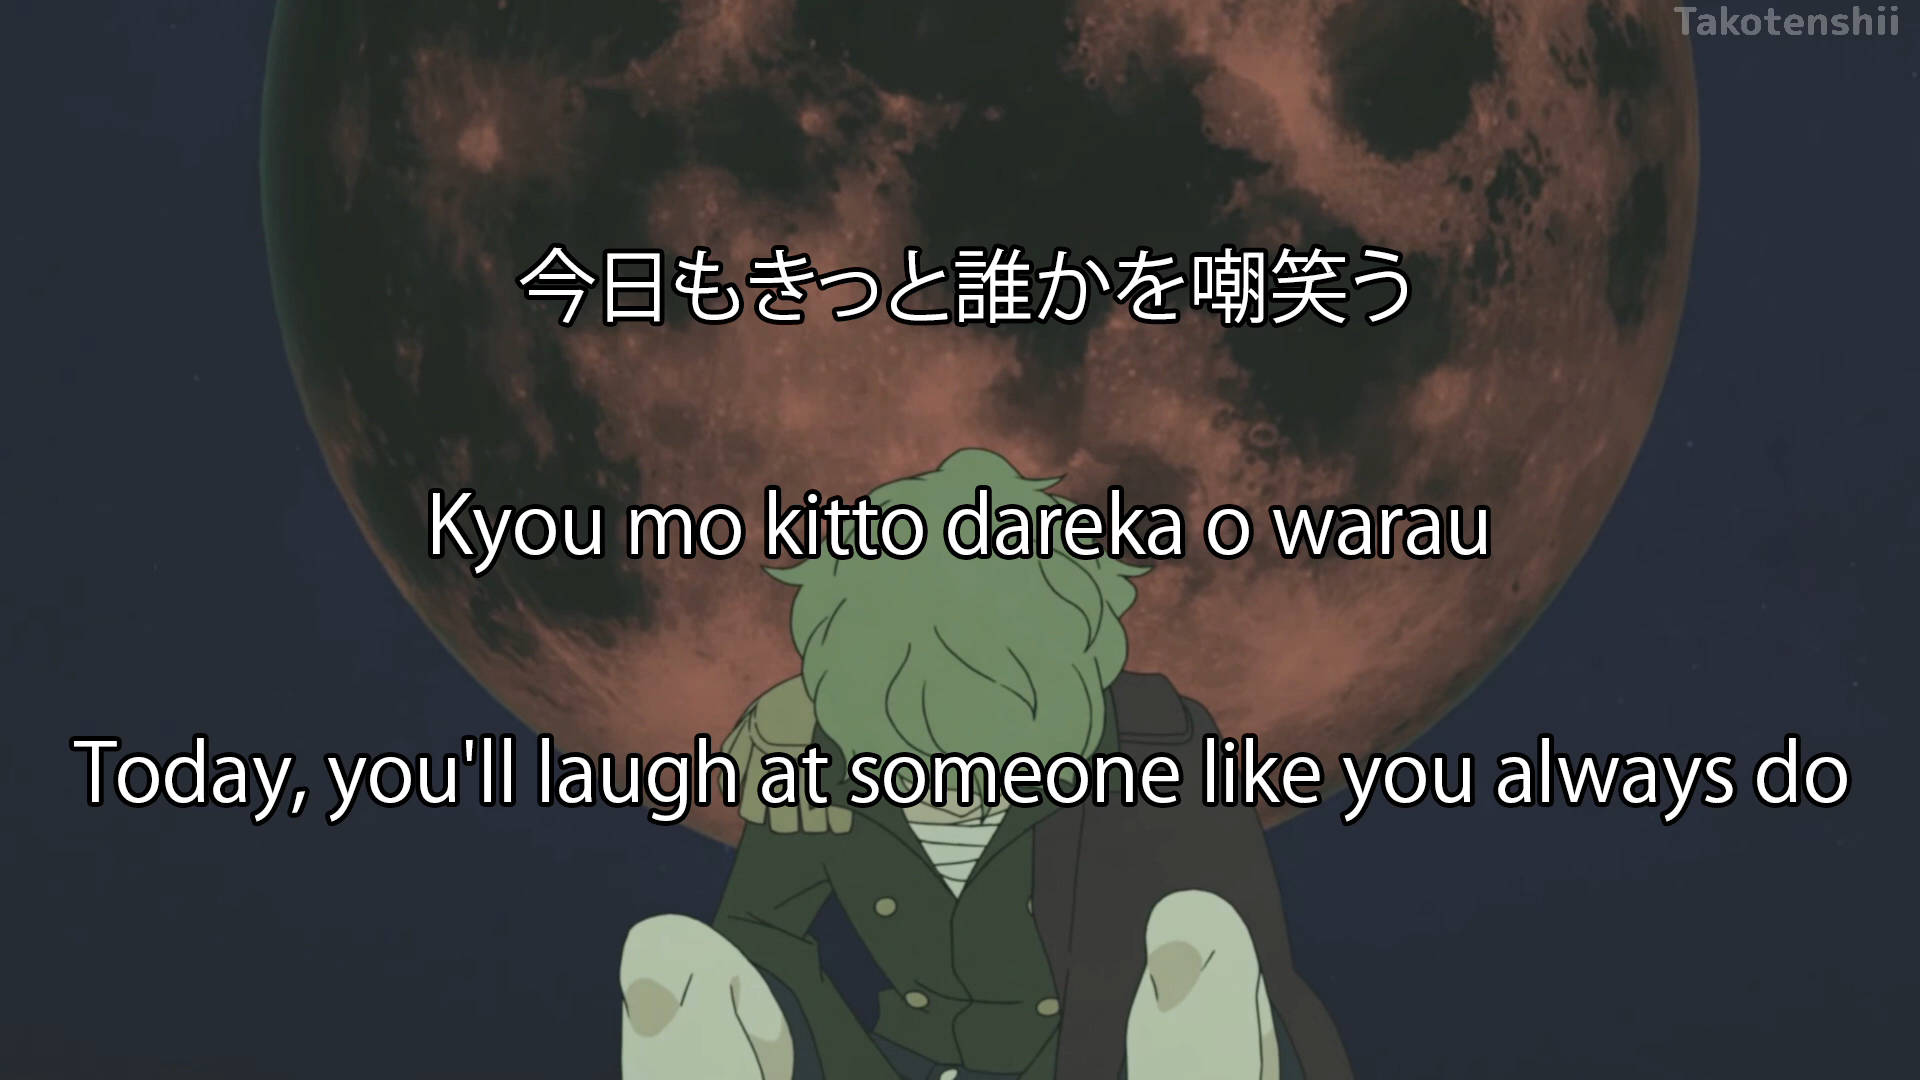 Takotenshii
今日もきっと誰かを嘲笑う
Kyou mo kitto dareka o warau
Today, you'll laugh at someone like you always do